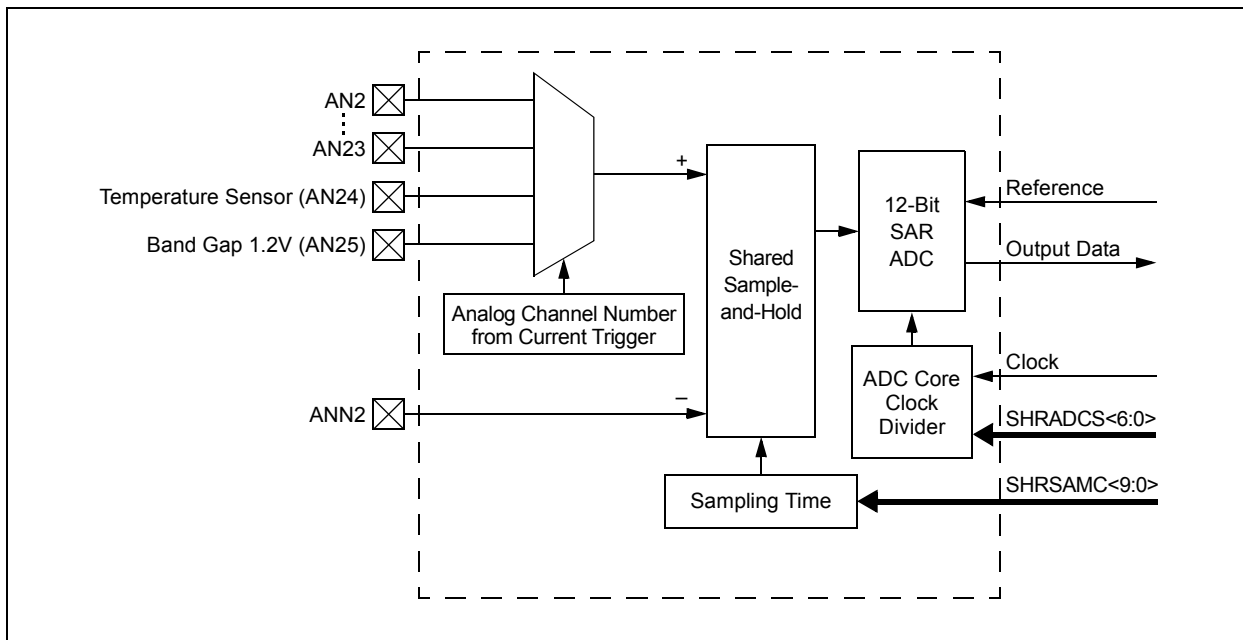 AN2
AN23
Temperature Sensor (AN24)
Band Gap 1.2V (AN25)
Analog Channel Number
from Current Trigger
ANN2
+
–
Shared
Sample-
and-Hold
12-Bit
SAR
ADC
Reference
Output Data
ADC Core
Clock
Divider
Clock
SHRADCS<6:0>
Sampling Time
SHRSAMC<9:0>